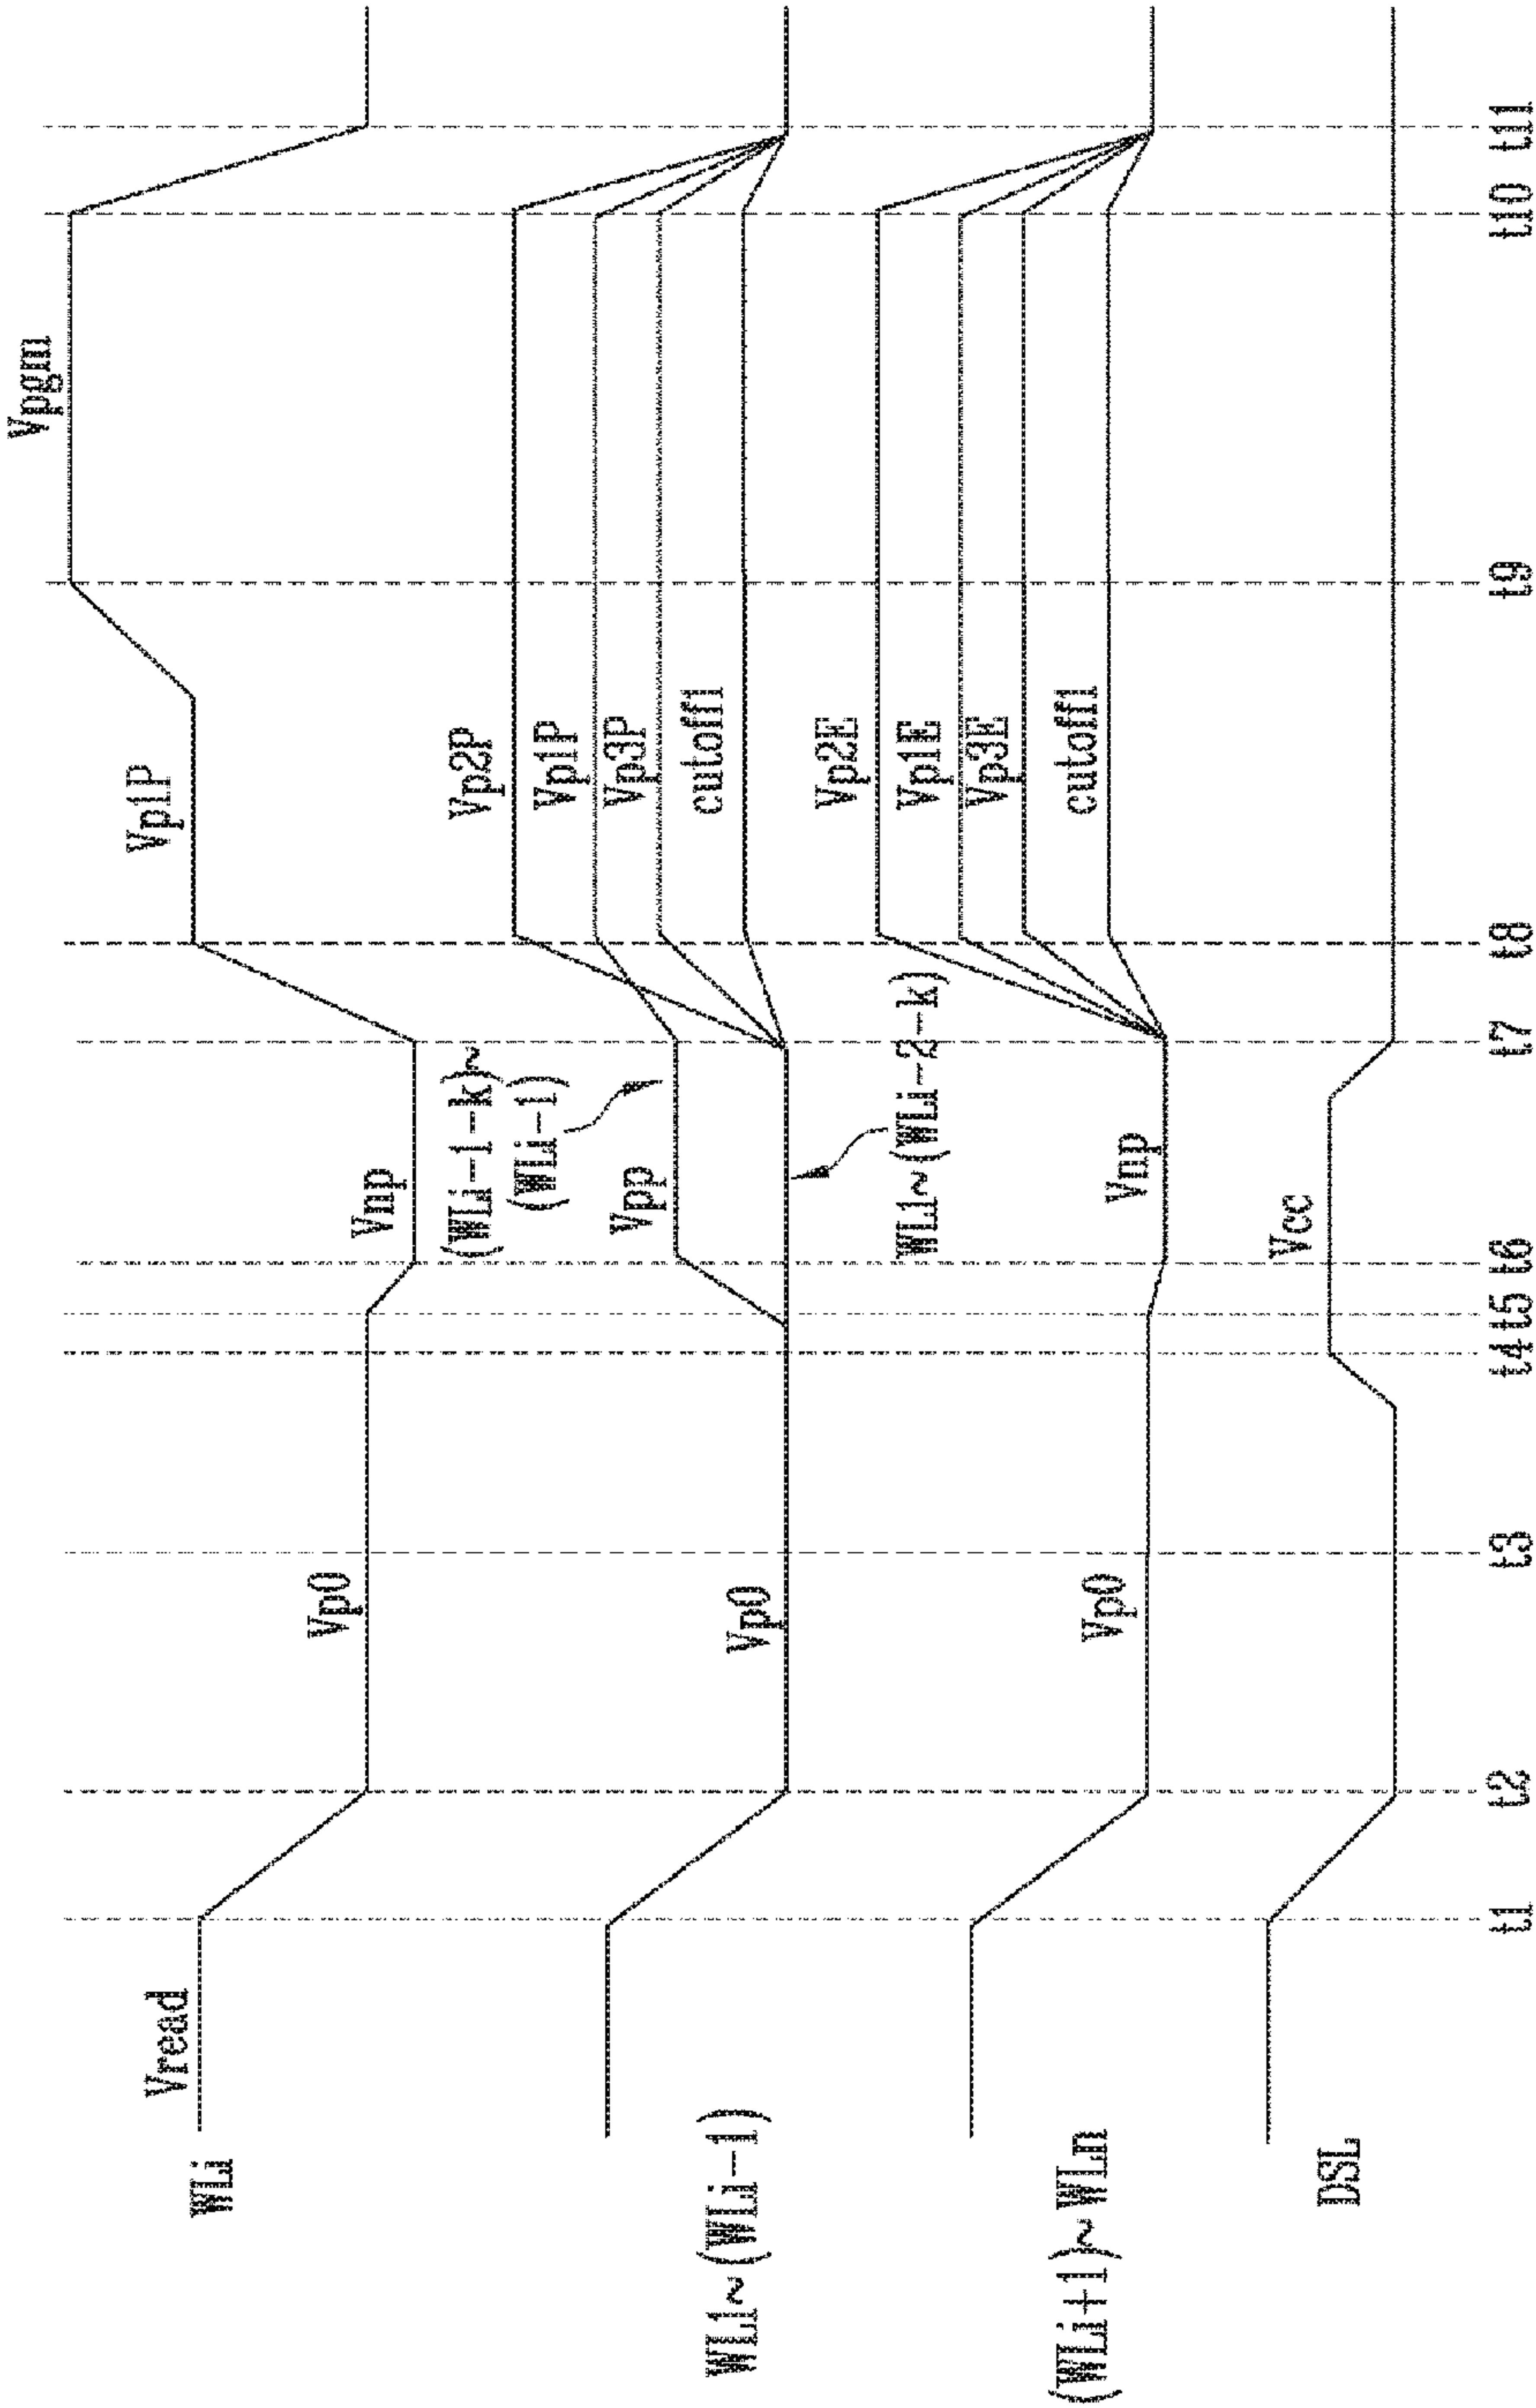 WLi
Vread
Vp0
Vnp
Vp1P
Vpgm
WL1~(WLi-1)
Vp0
Vpp
(WLi-1-k)~
(WLi-1)
WL1~(WLi-2-k)
Vp2P
Vp1P
Vp3P
cutoff1
(WLi+1)~WLn
Vp0
Vnp
Vp2E
Vp1E
Vp3E
cutoff1
DSL
Vcc
t1 t2 t3 t4 t5 t6 t7 t8 t9 t10 t11